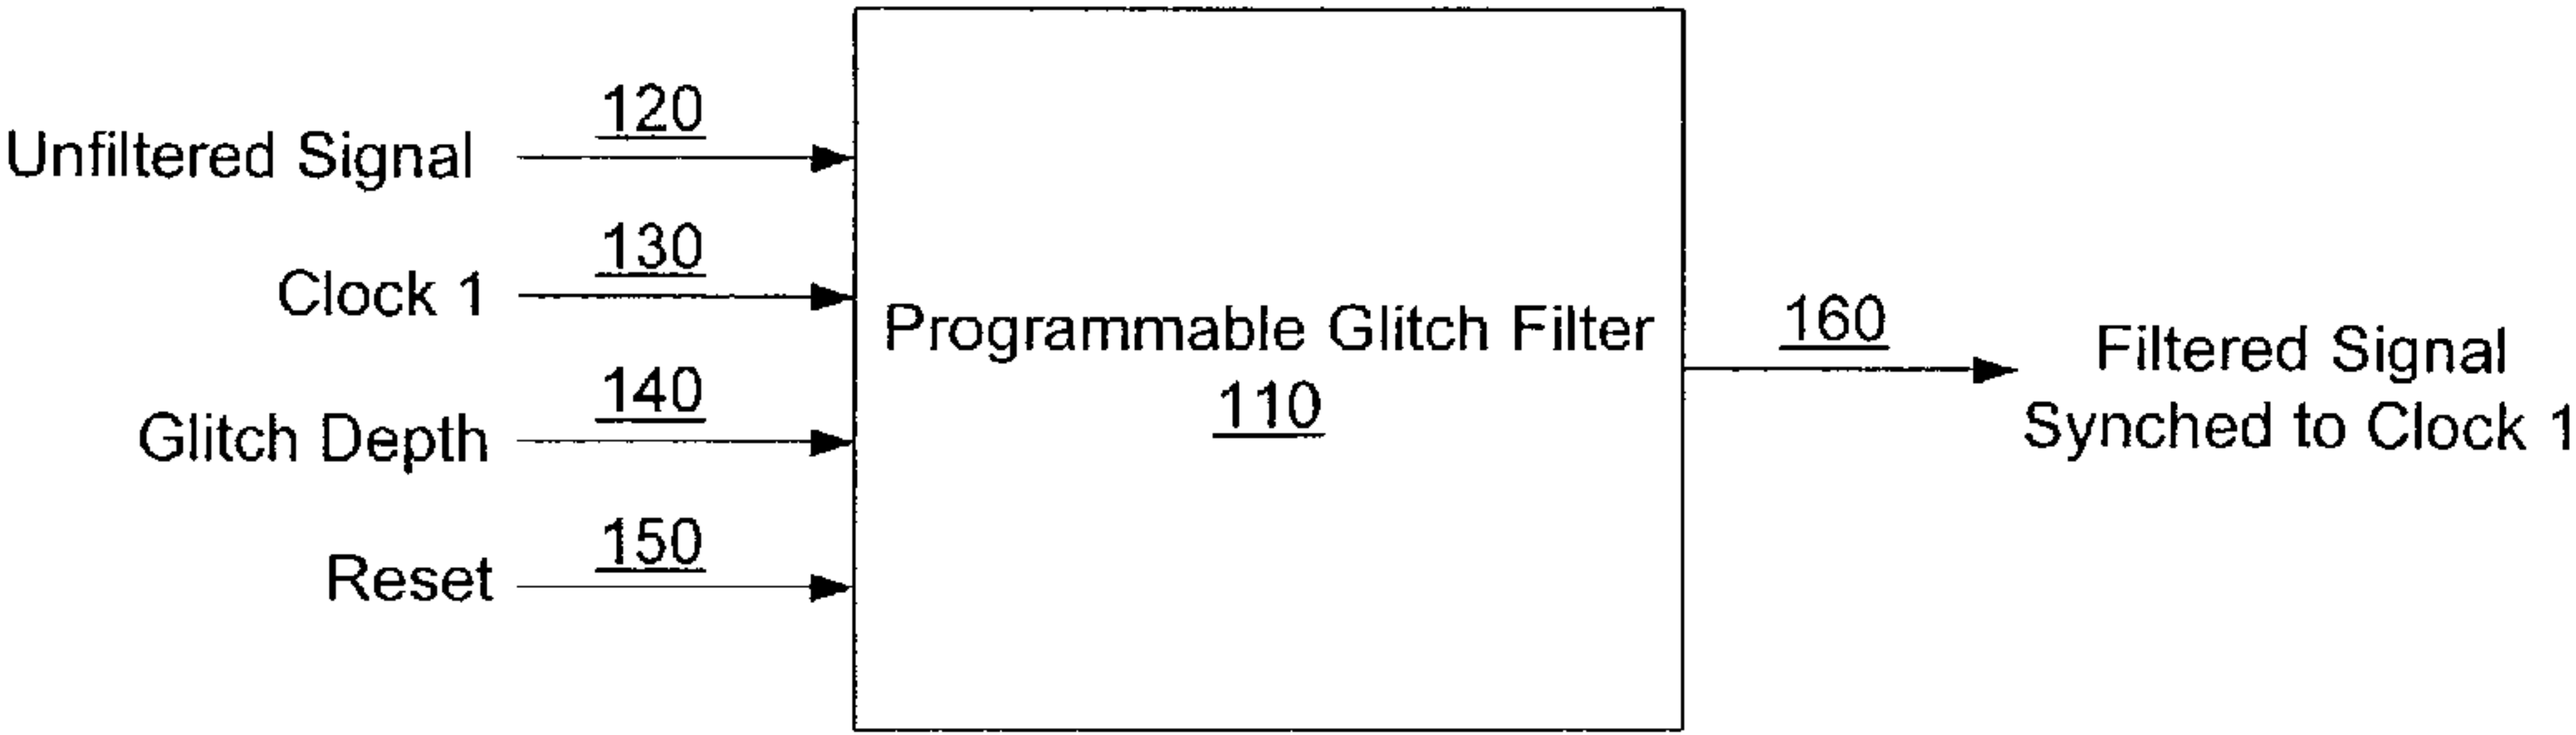 120
Unfiltered Signal
130
Clock 1
140
Glitch Depth
150
Reset
Programmable Glitch Filter
110
160
Filtered Signal
Synched to Clock 1